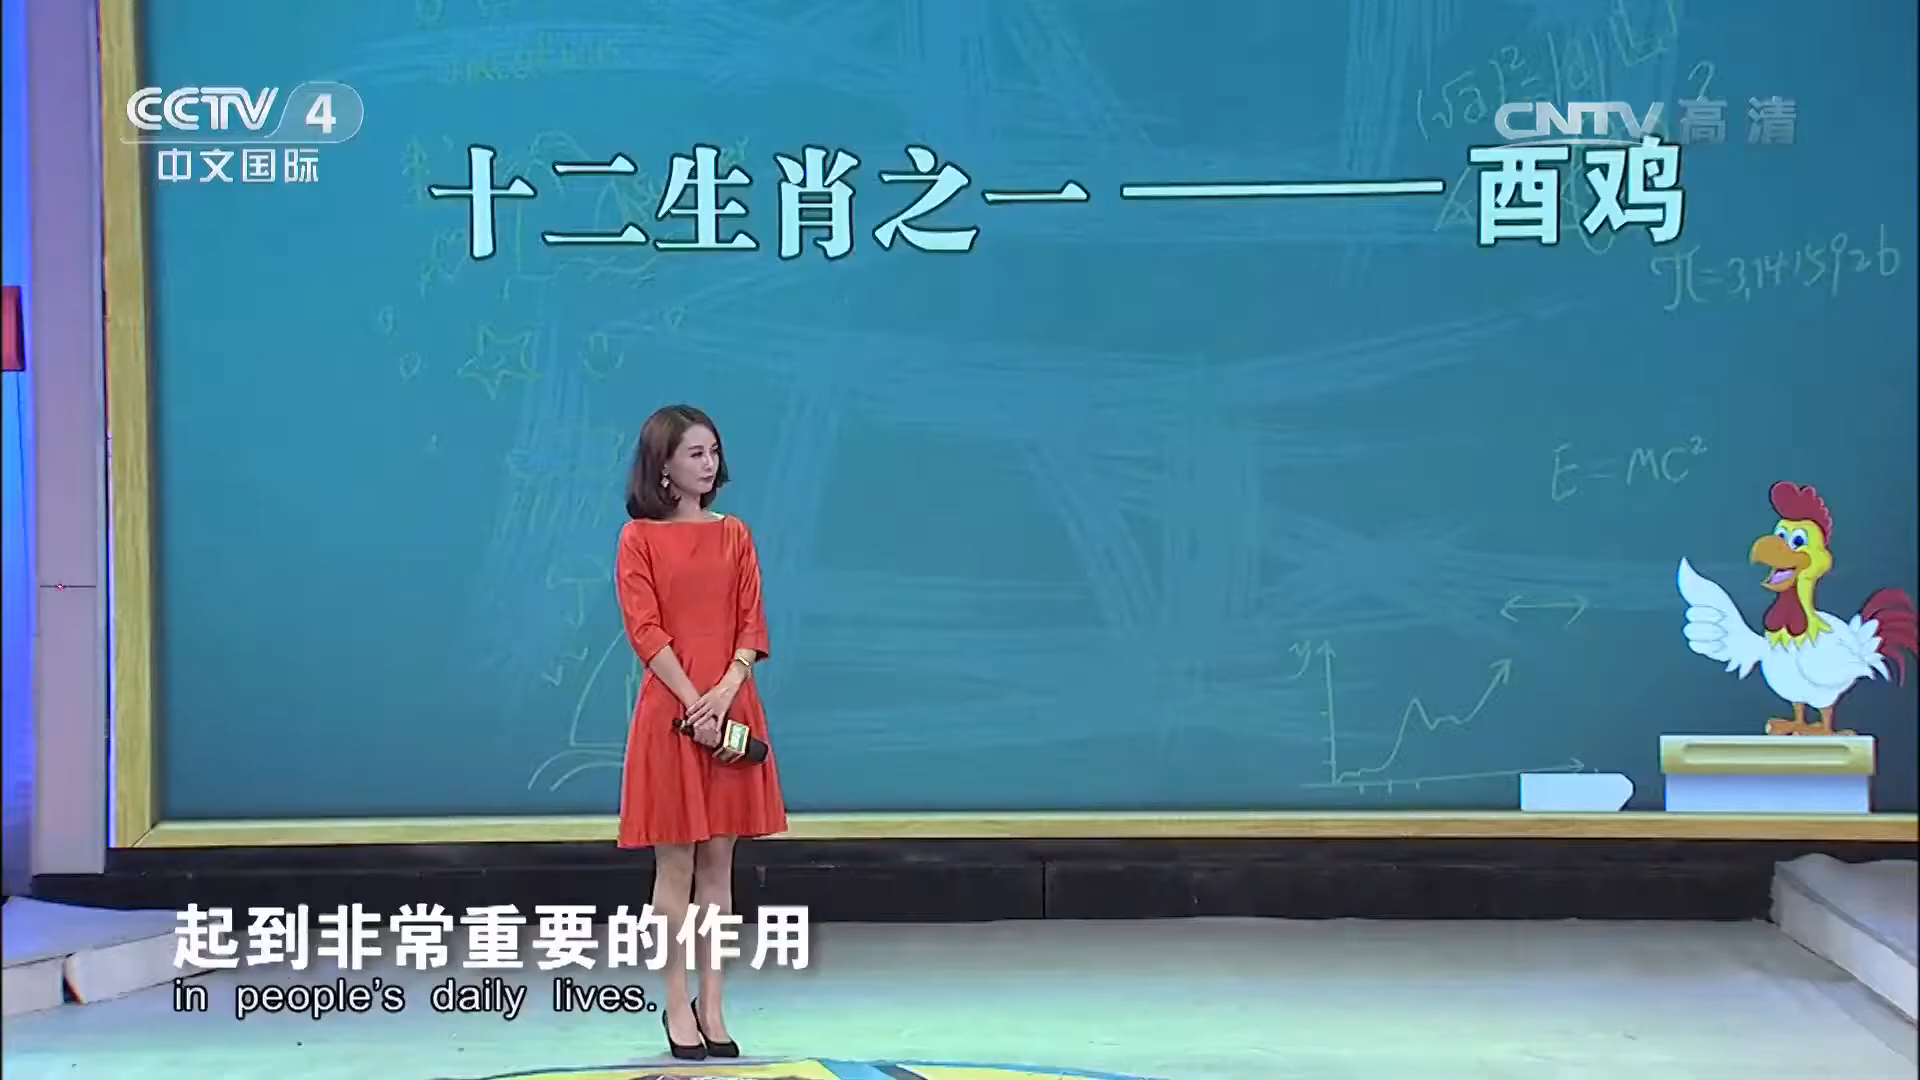 CCTV 4
中文国际
CNTV 高清
十二生肖之一——酉鸡
π=3.1415926
E=MC²
y
起到非常重要的作用
in people's daily lives.